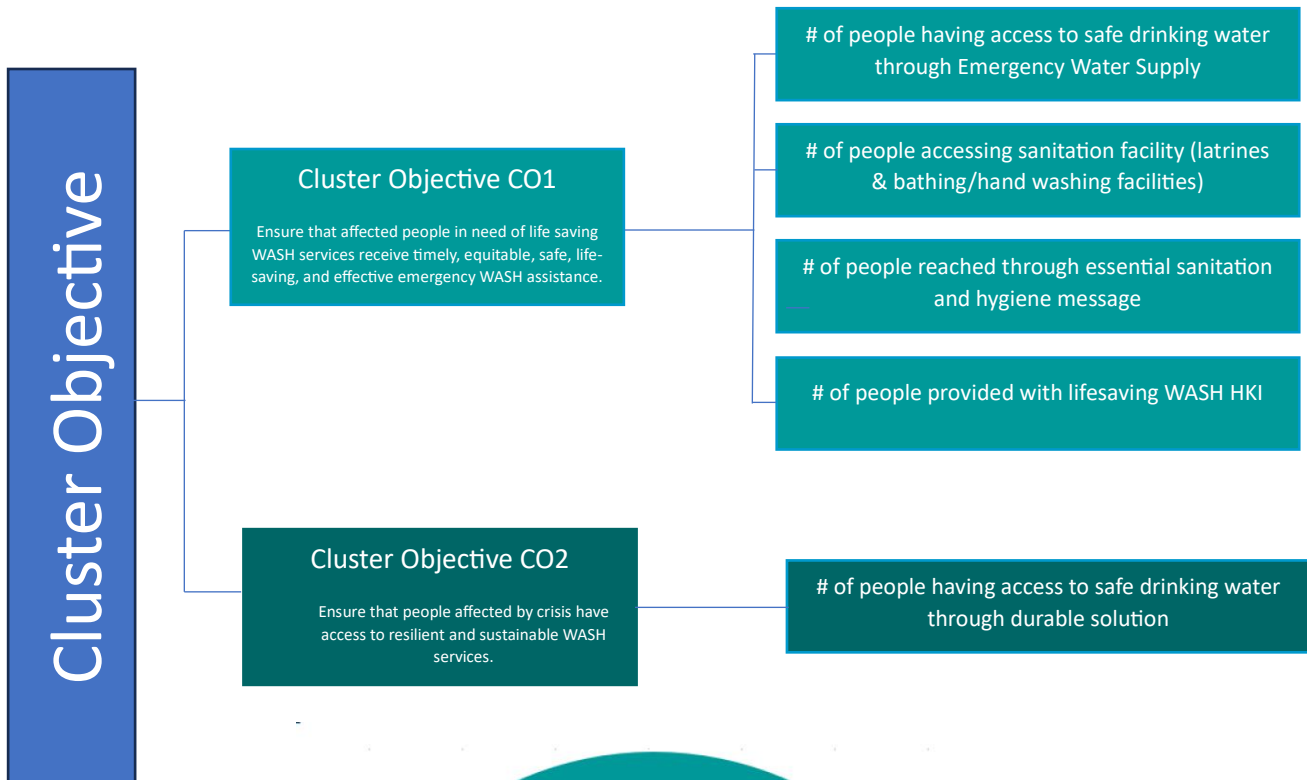 Cluster Objective
Cluster Objective CO1
Ensure that affected people in need of life saving
WASH services receive timely, equitable, safe, life-
saving, and effective emergency WASH assistance.
# of people having access to safe drinking water
through Emergency Water Supply
# of people accessing sanitation facility (latrines
& bathing/hand washing facilities)
# of people reached through essential sanitation
and hygiene message
# of people provided with lifesaving WASH HKI
Cluster Objective CO2
Ensure that people affected by crisis have
access to resilient and sustainable WASH
services.
# of people having access to safe drinking water
through durable solution